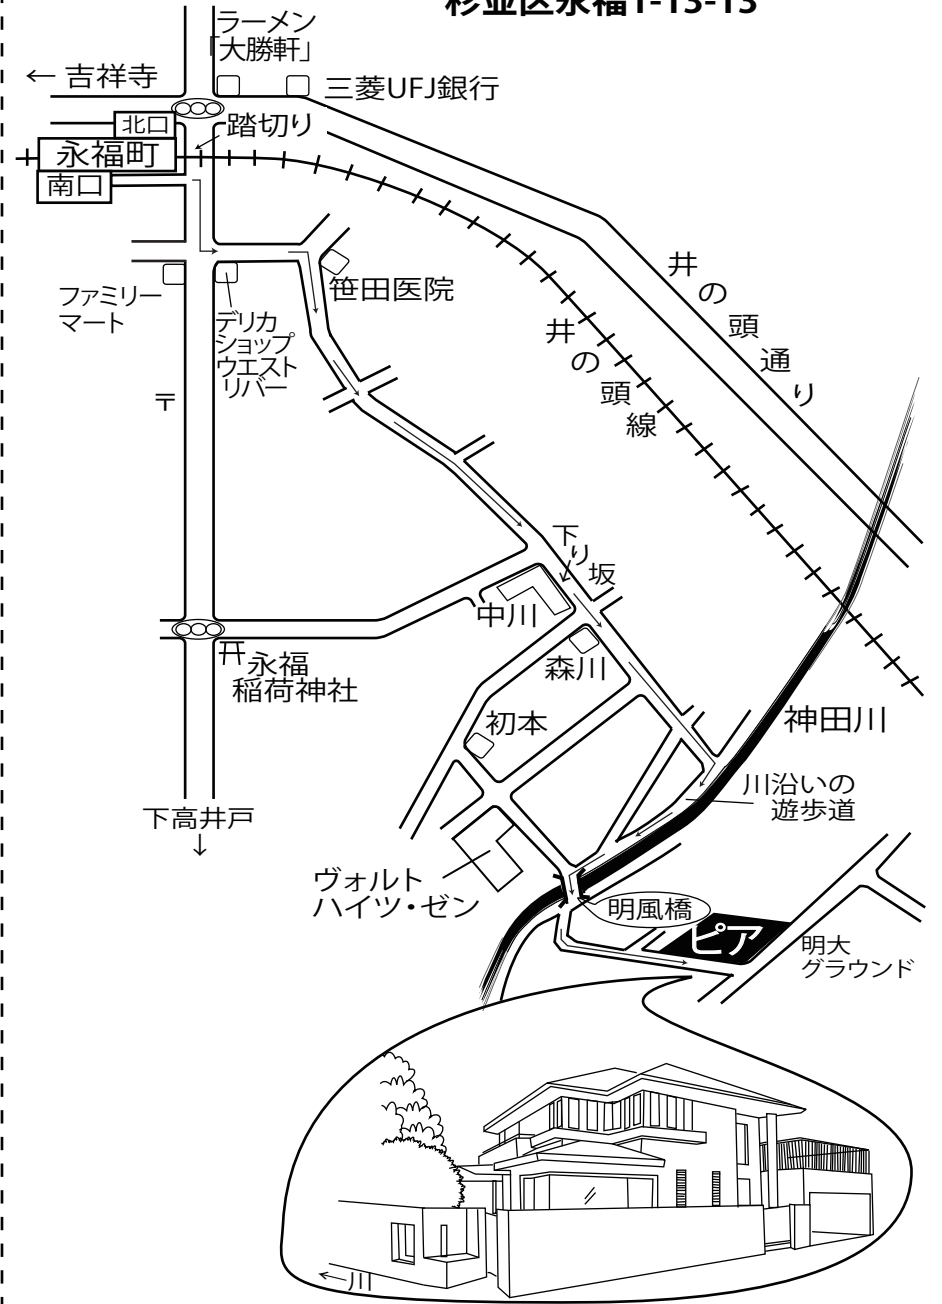 杉並区永福1-13-13
ラーメン
「大勝軒」
← 吉祥寺
三菱UFJ銀行
北口
踏切り
永福町
南口
井の頭通り
笹田医院
ファミリー
マート
デリカ
ショップ
ウエスト
リバー
井の頭線
〒
下り坂
中川
永福
稲荷神社
森川
初本
神田川
川沿いの
遊歩道
下高井戸
↓
ヴォルト
ハイツ・ゼン
明風橋
ピア
明大
グラウンド
←川